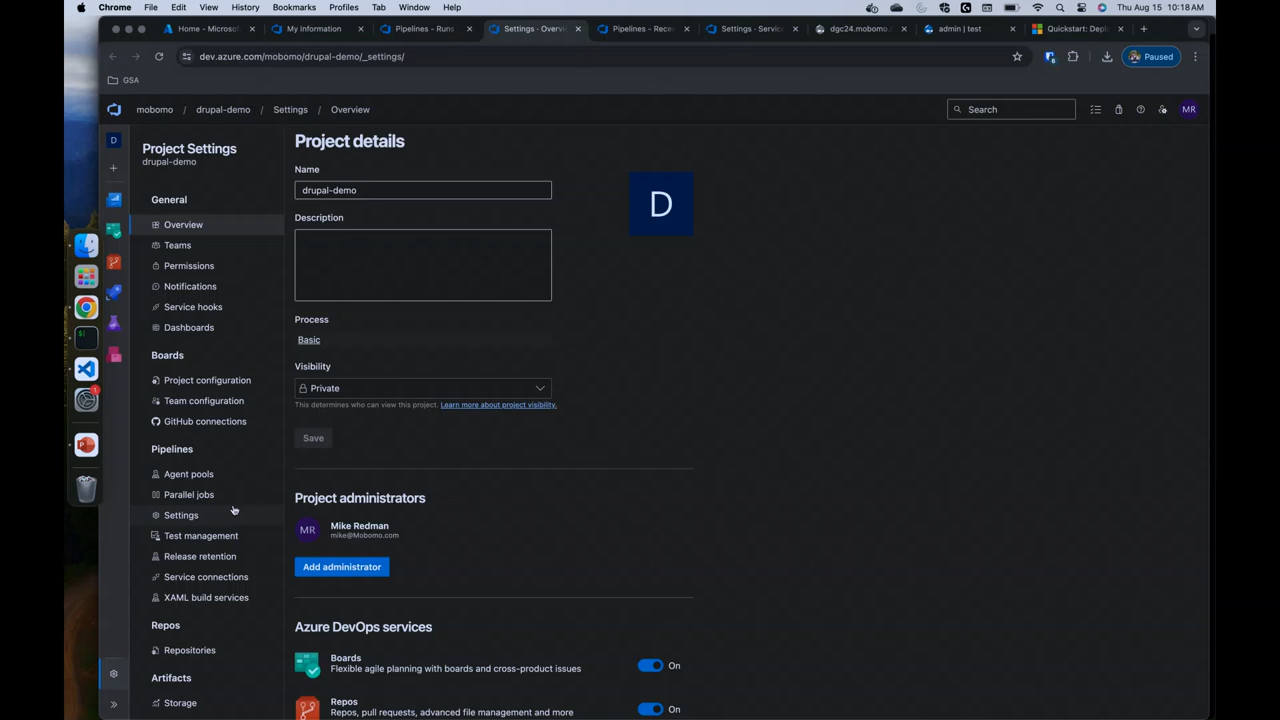 Chrome File Edit View History Bookmarks Profiles Tab Window Help
Thu Aug 15 10:18 AM
Home - Microsof
My Information
Pipelines - Runs
Settings · Overvi
Pipelines - Rece
Settings · Servic
dgc24.mobomo.
admin | test
Quickstart: Depl
dev.azure.com/mobomo/drupal-demo/_settings/
Paused
GSA
mobomo / drupal-demo / Settings / Overview
Search
MR
D
Project Settings
drupal-demo
General
Overview
Teams
Permissions
Notifications
Service hooks
Dashboards
Boards
Project configuration
Team configuration
GitHub connections
Pipelines
Agent pools
Parallel jobs
Settings
Test management
Release retention
Service connections
XAML build services
Repos
Repositories
Artifacts
Storage
Project details
Name
drupal-demo
D
Description
Process
Basic
Visibility
Private
This determines who can view this project. Learn more about project visibility.
Save
Project administrators
MR
Mike Redman
mike@Mobomo.com
Add administrator
Azure DevOps services
Boards
Flexible agile planning with boards and cross-product issues
On
Repos
Repos, pull requests, advanced file management and more
On
1